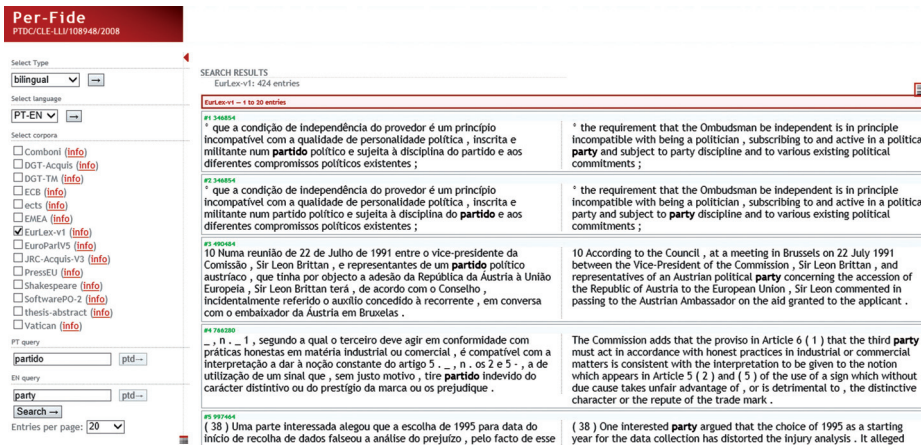 Per-Fide
PTDC/CLE-LLI/108948/2008
Select Type
bilingual
Select language
PT-EN
Select corpora
Comboni (info)
DGT-Acquis (info)
DGT-TM (info)
ECB (info)
ects (info)
EMEA (info)
EurLex-v1 (info)
EuroParlV5 (info)
JRC-Acquis-V3 (info)
PressEU (info)
Shakespeare (info)
SoftwarePO-2 (info)
thesis-abstract (info)
Vatican (info)
PT query
partido ptd→
EN query
party ptd→
Search →
Entries per page: 20
SEARCH RESULTS
EurLex-v1: 424 entries
EurLex-v1 — 1 to 20 entries
#1 346854
° que a condição de independência do provedor é um princípio
incompatível com a qualidade de personalidade política , inscrita e
militante num partido político e sujeita à disciplina do partido e aos
diferentes compromissos políticos existentes ;
° the requirement that the Ombudsman be independent is in principle
incompatible with being a politician , subscribing to and active in a politica
party and subject to party discipline and to various existing political
commitments ;
#2 346854
° que a condição de independência do provedor é um princípio
incompatível com a qualidade de personalidade política , inscrita e
militante num partido político e sujeita à disciplina do partido e aos
diferentes compromissos políticos existentes ;
° the requirement that the Ombudsman be independent is in principle
incompatible with being a politician , subscribing to and active in a politica
party and subject to party discipline and to various existing political
commitments ;
#3 490484
10 Numa reunião de 22 de Julho de 1991 entre o vice-presidente da
Comissão , Sir Leon Brittan , e representantes de um partido político
austríaco , que tinha por objecto a adesão da República da Áustria à União
Europeia , Sir Leon Brittan terá , de acordo com o Conselho ,
incidentalmente referido o auxílio concedido à recorrente , em conversa
com o embaixador da Áustria em Bruxelas .
10 According to the Council , at a meeting in Brussels on 22 July 1991
between the Vice-President of the Commission , Sir Leon Brittan , and
representatives of an Austrian political party concerning the accession of
the Republic of Austria to the European Union , Sir Leon commented in
passing to the Austrian Ambassador on the aid granted to the applicant .
#4 766280
_ , n . _ 1 , segundo a qual o terceiro deve agir em conformidade com
práticas honestas em matéria industrial ou comercial , é compatível com a
interpretação a dar à noção constante do artigo 5 . _ , n . os 2 e 5 · , a de
utilização de um sinal que , sem justo motivo , tire partido indevido do
carácter distintivo ou do prestígio da marca ou os prejudique .
The Commission adds that the proviso in Article 6 ( 1 ) that the third party
must act in accordance with honest practices in industrial or commercial
matters is consistent with the interpretation to be given to the notion
which appears in Article 5 ( 2 ) and ( 5 ) of the use of a sign which without
due cause takes unfair advantage of , or is detrimental to , the distinctive
character or the repute of the trade mark .
#5 997464
( 38 ) Uma parte interessada alegou que a escolha de 1995 para data do
início de recolha de dados falseou a análise do prejuízo , pelo facto de esse
( 38 ) One interested party argued that the choice of 1995 as a starting
year for the data collection has distorted the injury analysis . It alleged